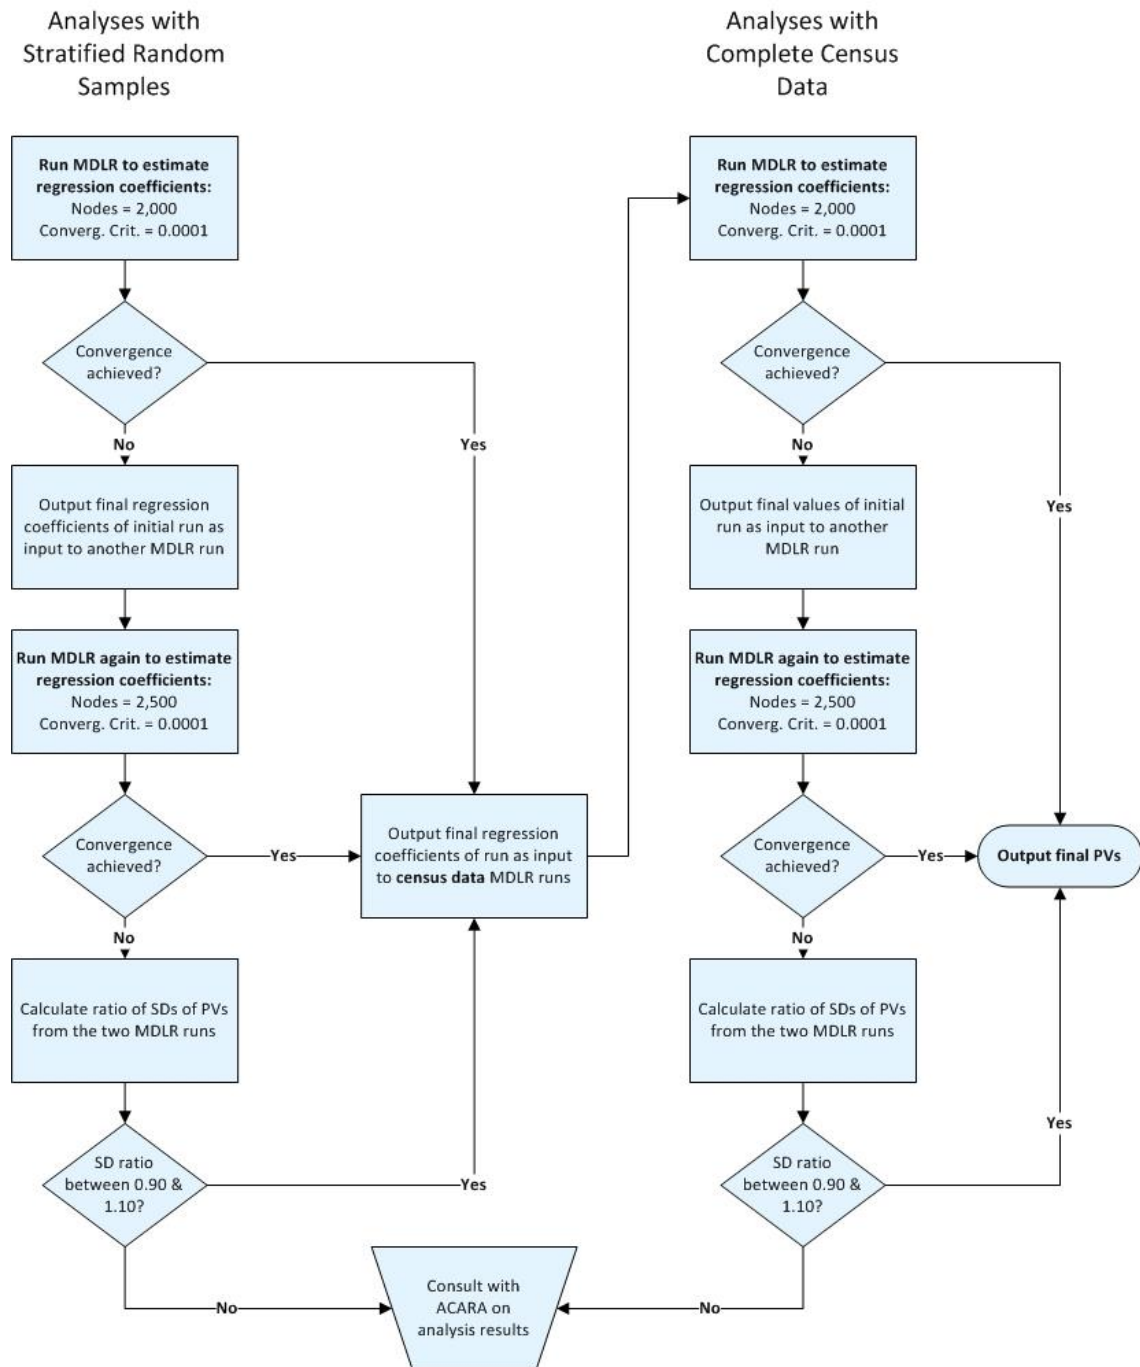 Analyses with
Stratified Random
Samples
Run MDLR to estimate
regression coefficients:
Nodes = 2,000
Converg. Crit. = 0.0001
Convergence
achieved?
No
Yes
Output final regression
coefficients of initial run as
input to another MDLR run
Run MDLR again to estimate
regression coefficients:
Nodes = 2,500
Converg. Crit. = 0.0001
Convergence
achieved?
Yes
Output final regression
coefficients of run as input
to census data MDLR runs
No
Calculate ratio of SDs of PVs
from the two MDLR runs
SD ratio
between 0.90 &
1.10?
Yes
No
Consult with
ACARA on
analysis results
Analyses with
Complete Census
Data
Run MDLR to estimate
regression coefficients:
Nodes = 2,000
Converg. Crit. = 0.0001
Convergence
achieved?
No
Yes
Output final values of initial
run as input to another
MDLR run
Run MDLR again to estimate
regression coefficients:
Nodes = 2,500
Converg. Crit. = 0.0001
Convergence
achieved?
Yes
Output final PVs
No
Calculate ratio of SDs of PVs
from the two MDLR runs
SD ratio
between 0.90 &
1.10?
Yes
No